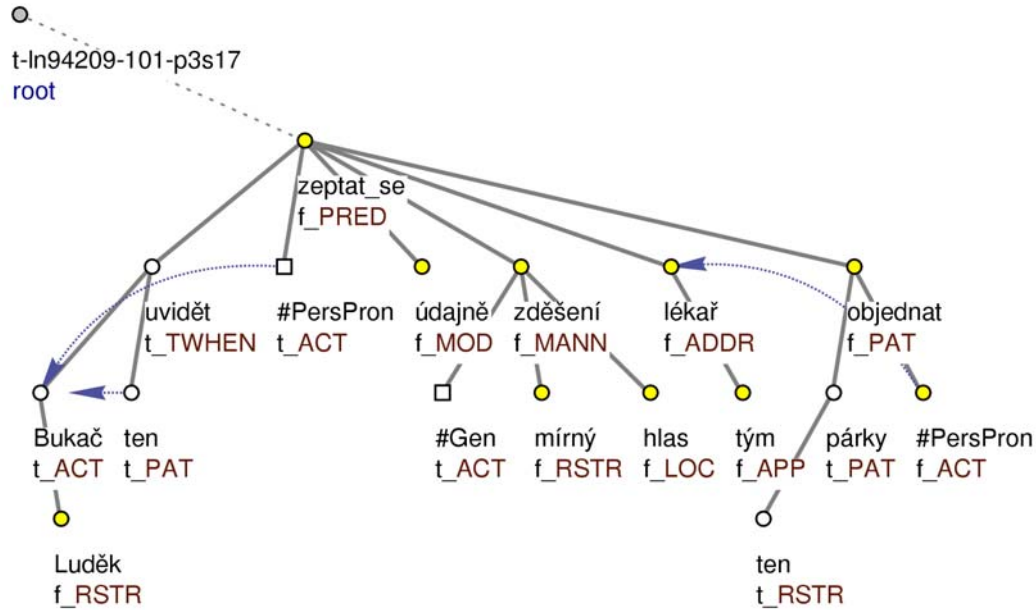 t-ln94209-101-p3s17
root
zeptat_se
f_PRED
uvidět
t_TWHEN
#PersPron
t_ACT
údajně
f_MOD
zděšení
f_MANN
lékař
f_ADDR
objednat
f_PAT
Bukač
t_ACT
ten
t_PAT
#Gen
t_ACT
mírný
f_RSTR
hlas
f_LOC
tým
f_APP
párky
t_PAT
#PersPron
f_ACT
Luděk
f_RSTR
ten
t_RSTR